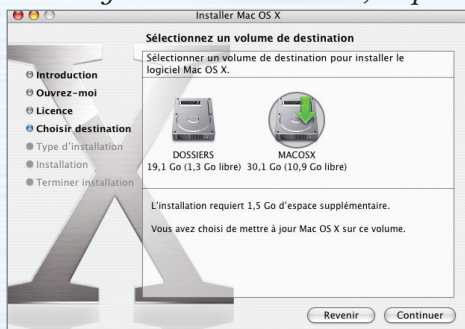 Installer Mac OS X
Sélectionnez un volume de destination
Sélectionner un volume de destination pour installer le
logiciel Mac OS X.
Introduction
Ouvrez-moi
Licence
Choisir destination
Type d'installation
Installation
Terminer installation
DOSSIERS
19,1 Go (1,3 Go libre)
MACOSX
30,1 Go (10,9 Go libre)
L'installation requiert 1,5 Go d'espace supplémentaire.
Vous avez choisi de mettre à jour Mac OS X sur ce volume.
Revenir
Continuer